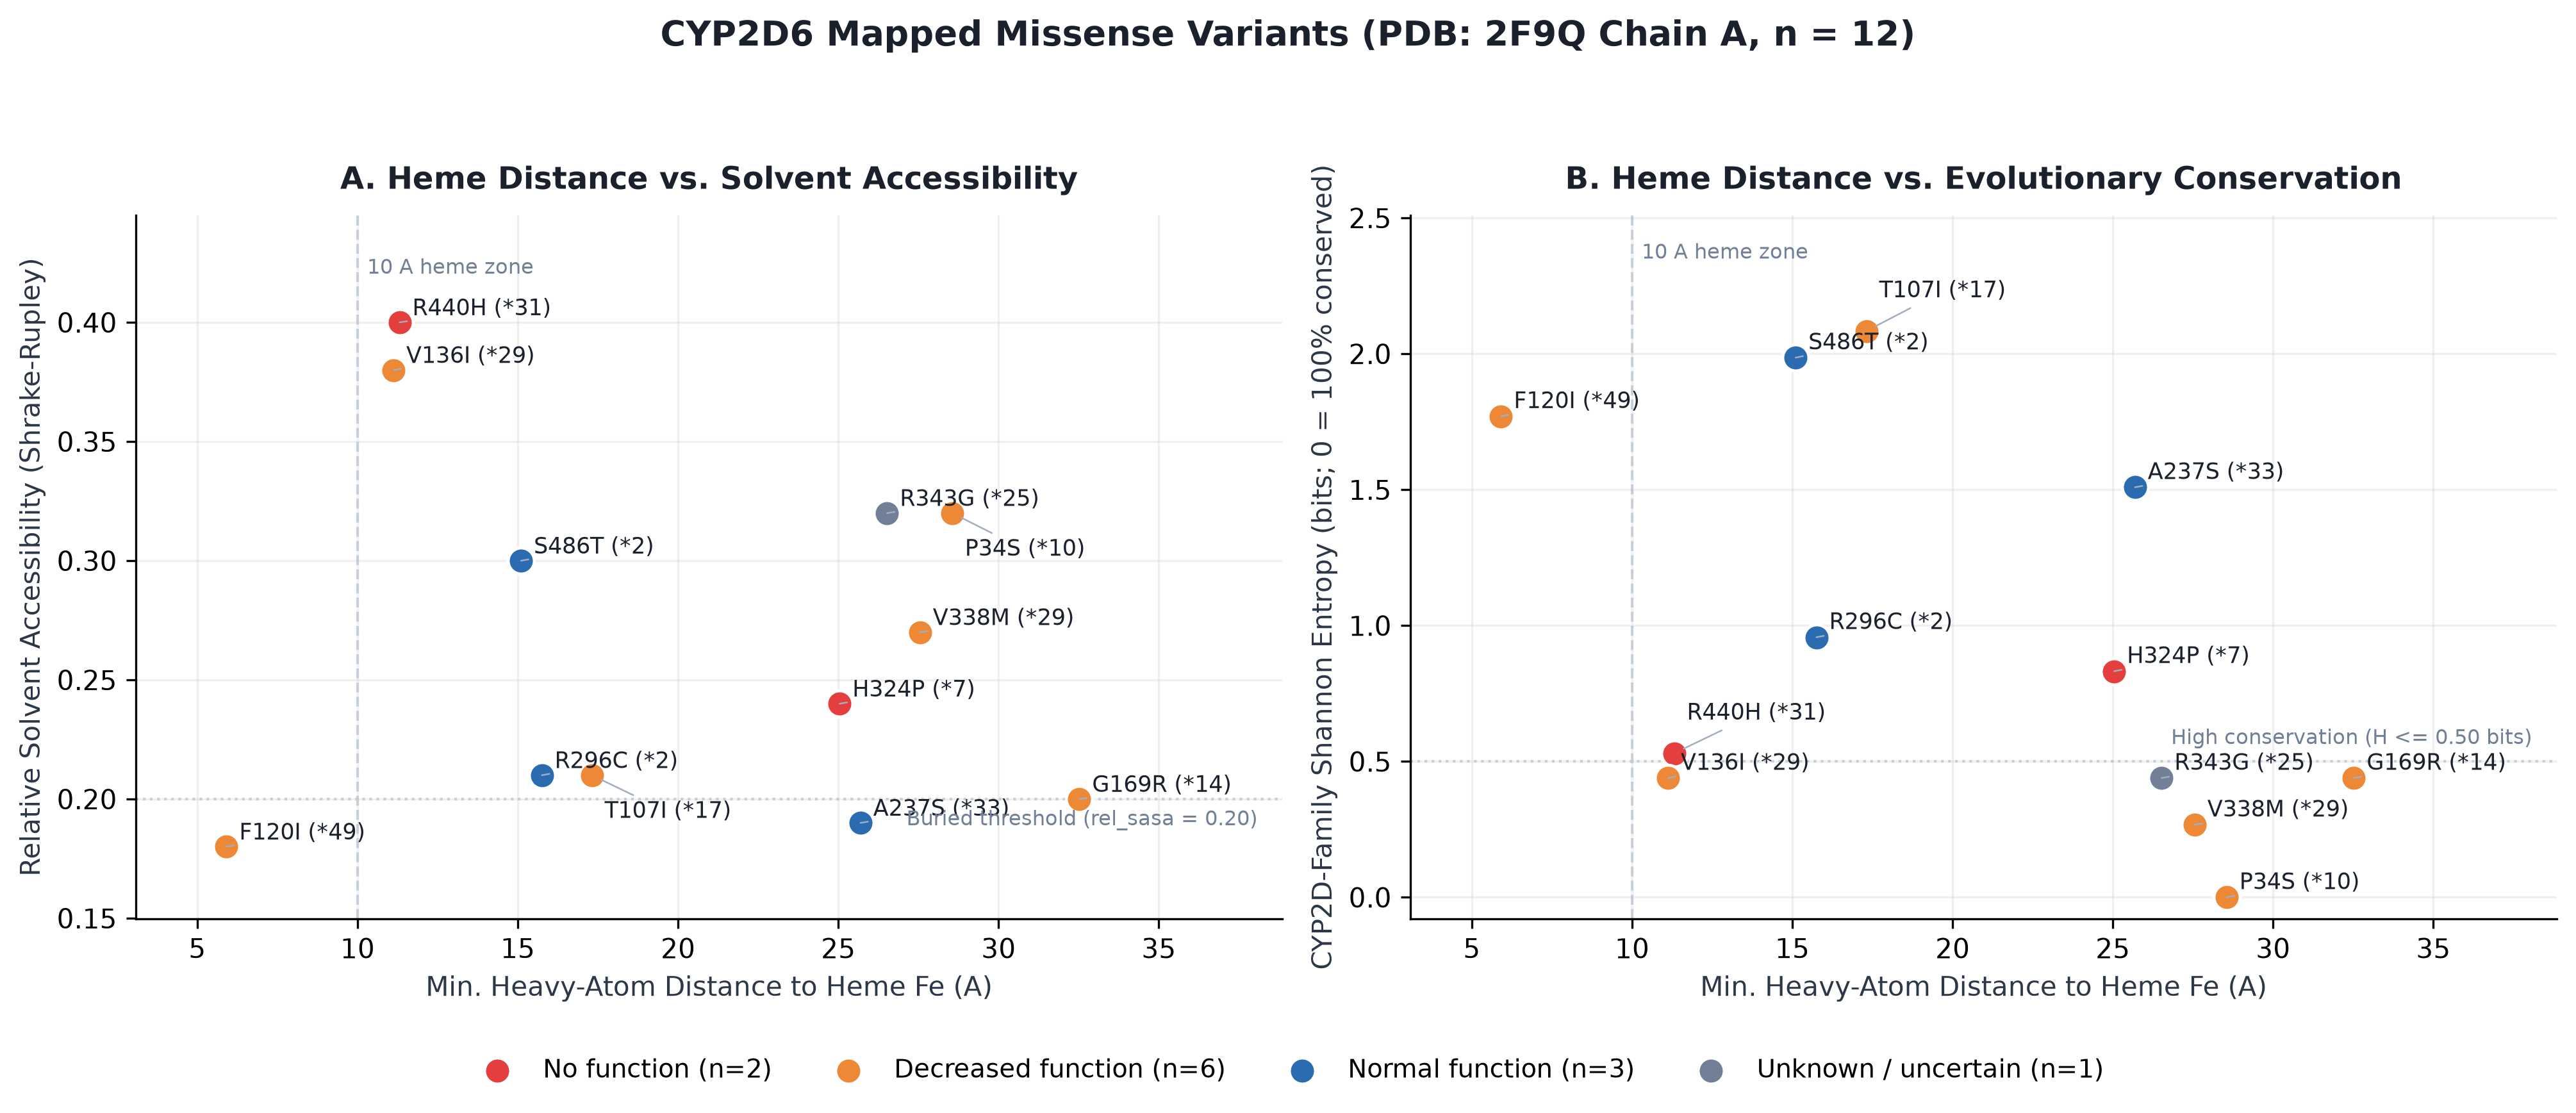 CYP2D6 Mapped Missense Variants (PDB: 2F9Q Chain A, n = 12)
A. Heme Distance vs. Solvent Accessibility
Relative Solvent Accessibility (Shrake-Rupley)
0.40
0.35
0.30
0.25
0.20
0.15
10 A heme zone
R440H (*31)
V136I (*29)
R343G (*25)
S486T (*2)
P34S (*10)
V338M (*29)
H324P (*7)
R296C (*2)
G169R (*14)
T107I (*17)
A237S (*33)
Buried threshold (rel_sasa = 0.20)
F120I (*49)
5
10
15
20
25
30
35
Min. Heavy-Atom Distance to Heme Fe (A)
B. Heme Distance vs. Evolutionary Conservation
CYP2D-Family Shannon Entropy (bits; 0 = 100% conserved)
2.5
2.0
1.5
1.0
0.5
0.0
10 A heme zone
T107I (*17)
S486T (*2)
F120I (*49)
A237S (*33)
R296C (*2)
H324P (*7)
R440H (*31)
High conservation (H <= 0.50 bits)
V136I (*29)
R343G (*25)
G169R (*14)
V338M (*29)
P34S (*10)
5
10
15
20
25
30
35
Min. Heavy-Atom Distance to Heme Fe (A)
No function (n=2)
Decreased function (n=6)
Normal function (n=3)
Unknown / uncertain (n=1)